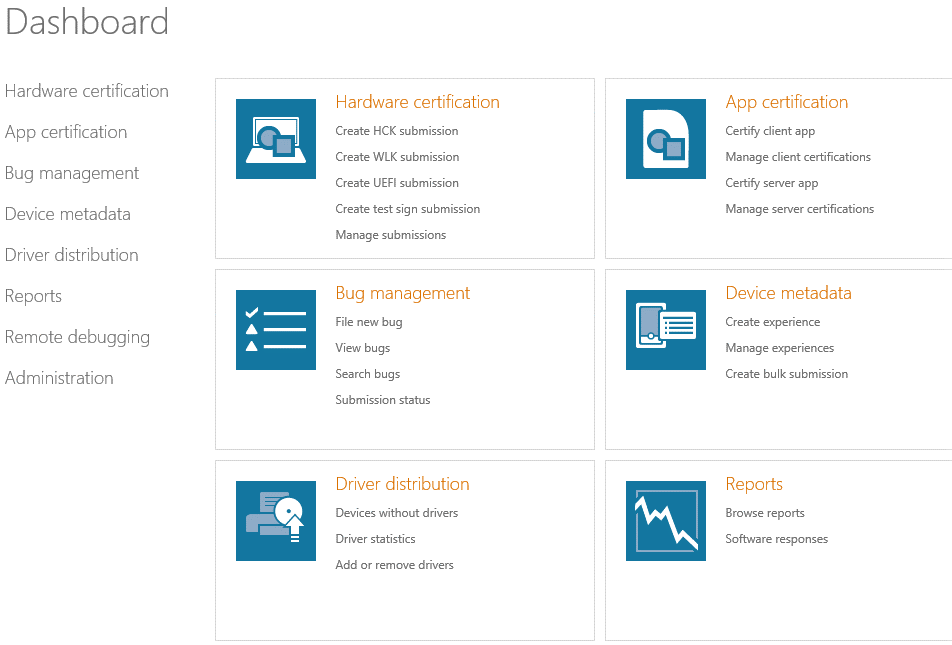 Dashboard
Hardware certification
App certification
Bug management
Device metadata
Driver distribution
Reports
Remote debugging
Administration
Hardware certification
Create HCK submission
Create WLK submission
Create UEFI submission
Create test sign submission
Manage submissions
App certification
Certify client app
Manage client certifications
Certify server app
Manage server certifications
Bug management
File new bug
View bugs
Search bugs
Submission status
Device metadata
Create experience
Manage experiences
Create bulk submission
Driver distribution
Devices without drivers
Driver statistics
Add or remove drivers
Reports
Browse reports
Software responses